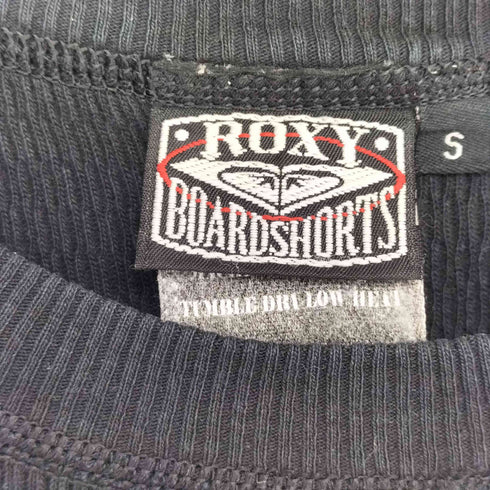 ROXY
S
BOARDSHORTS
TUMBLE DRY LOW HEAT